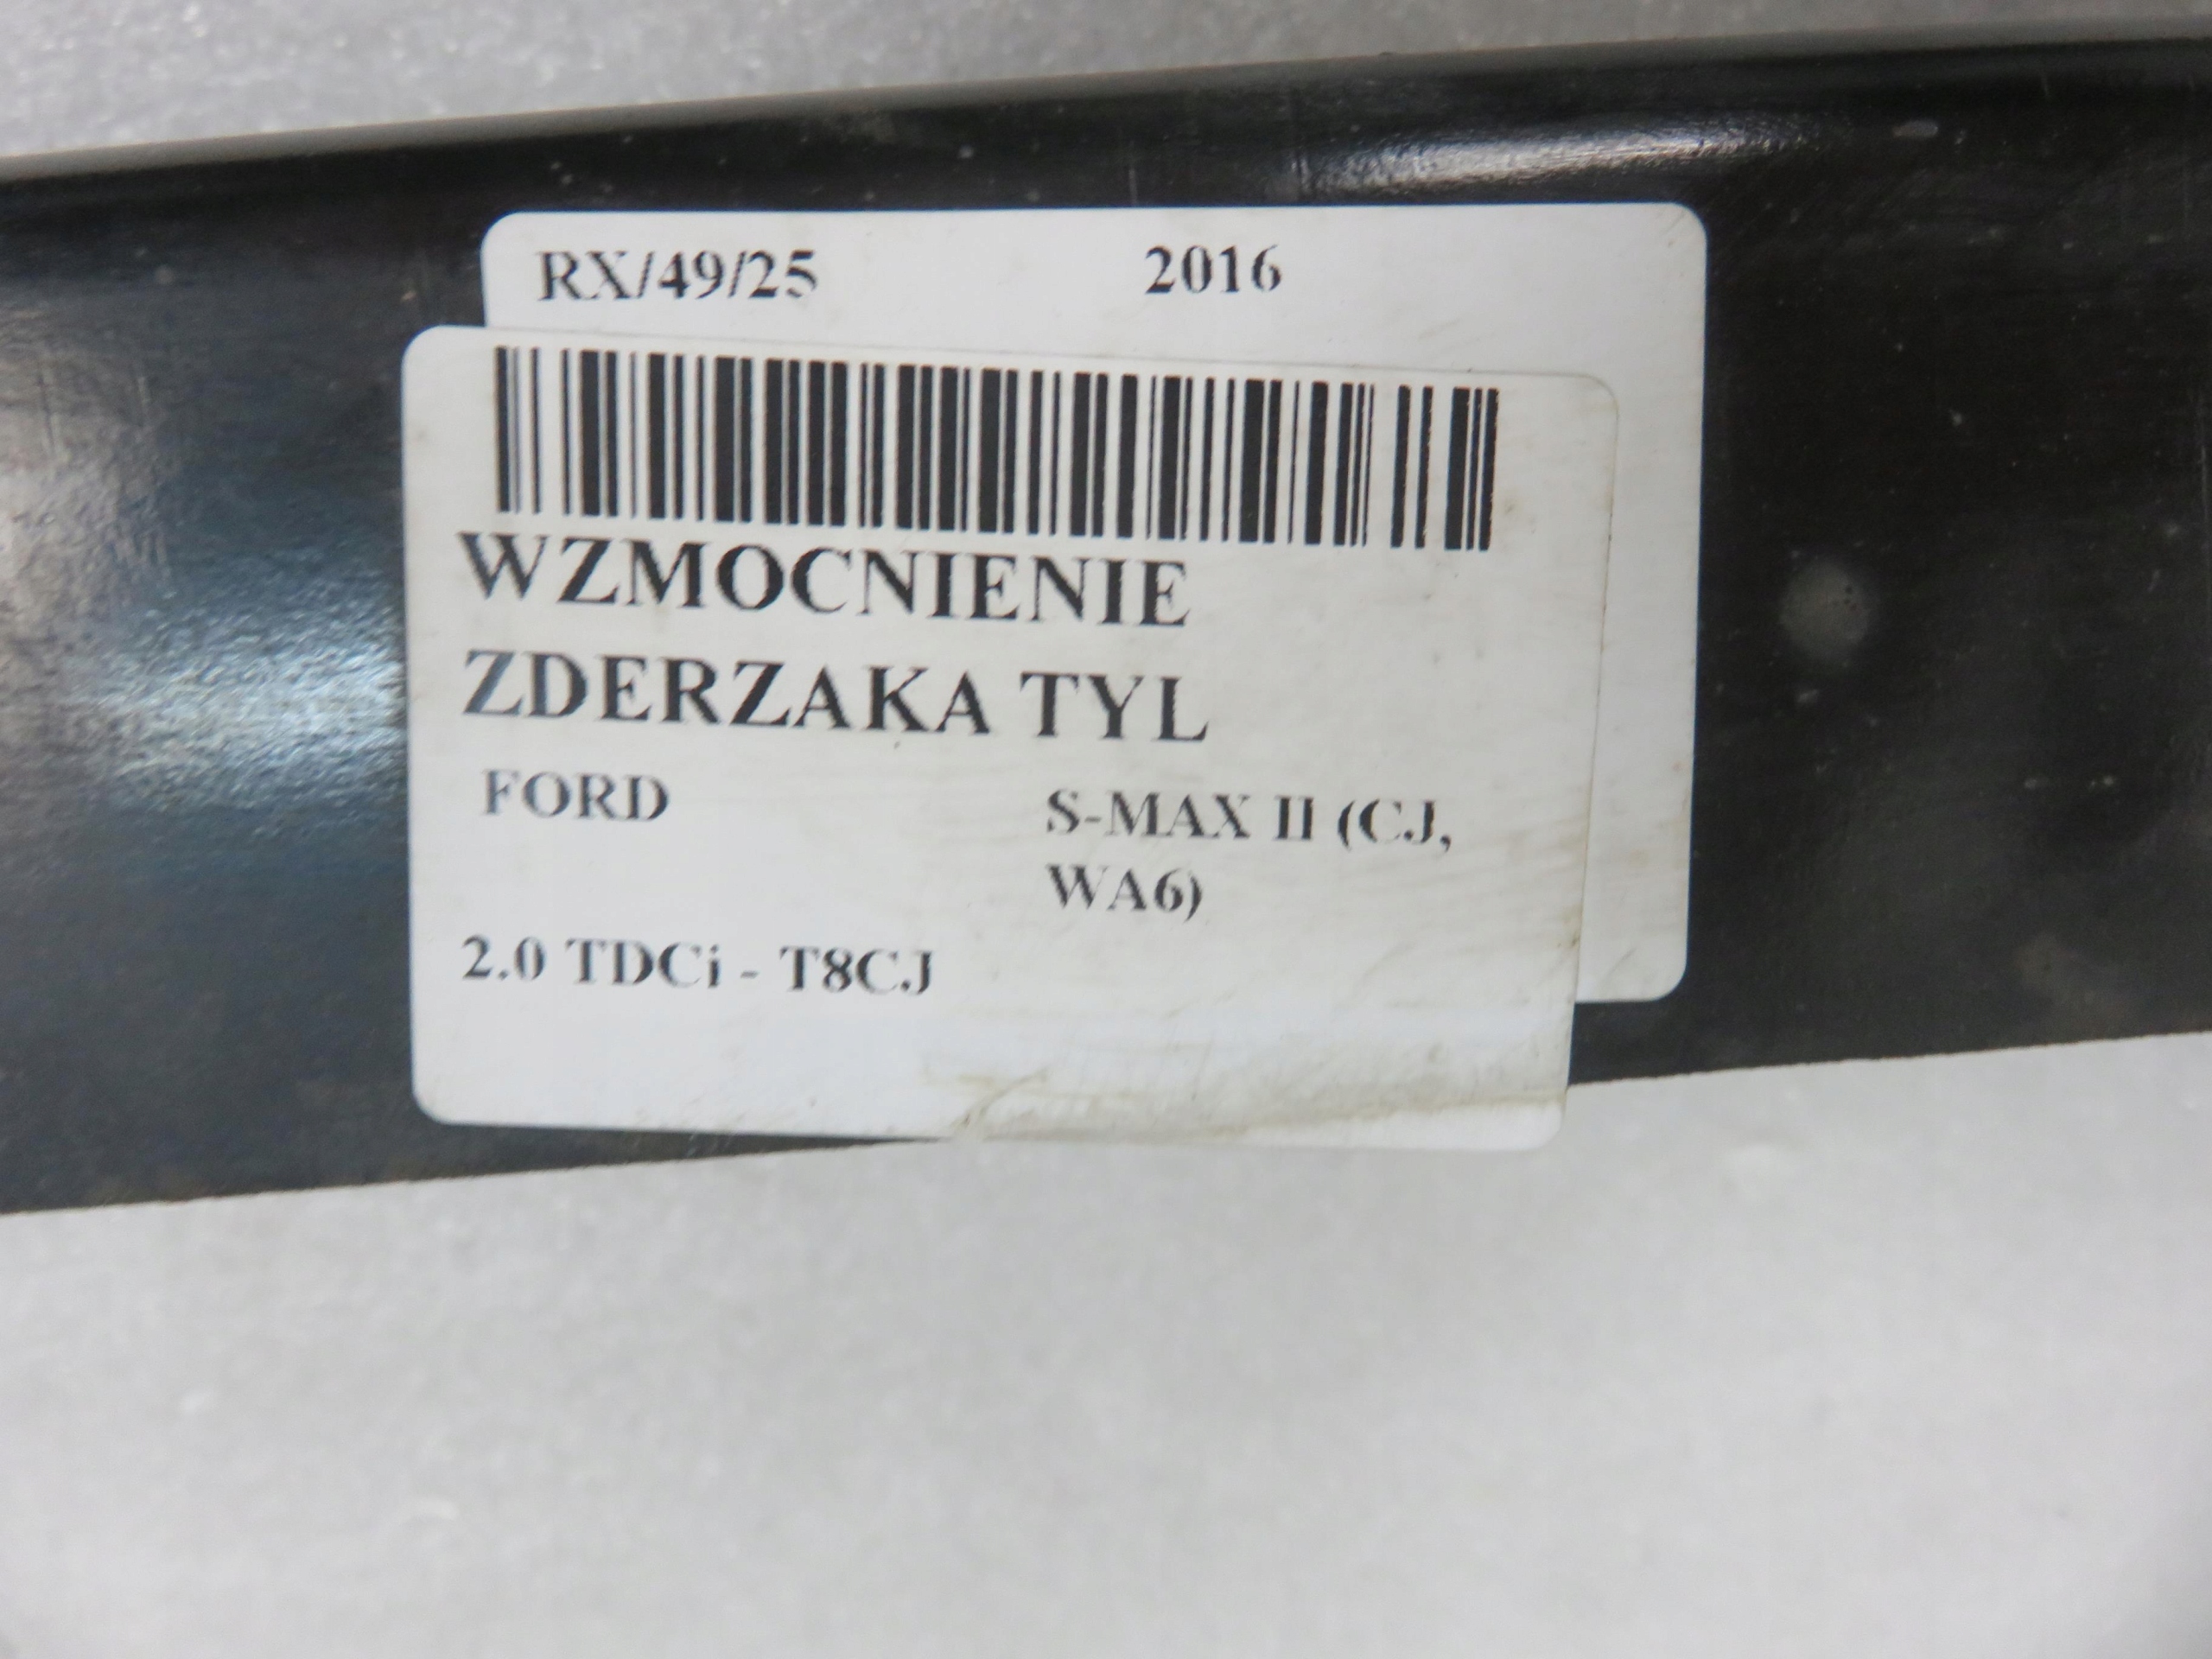 RX/49/25 2016
WZMOCNIENIE
ZDERZAKA TYL
FORD S-MAX II (CJ,
WA6)
2.0 TDCi - T8CJ